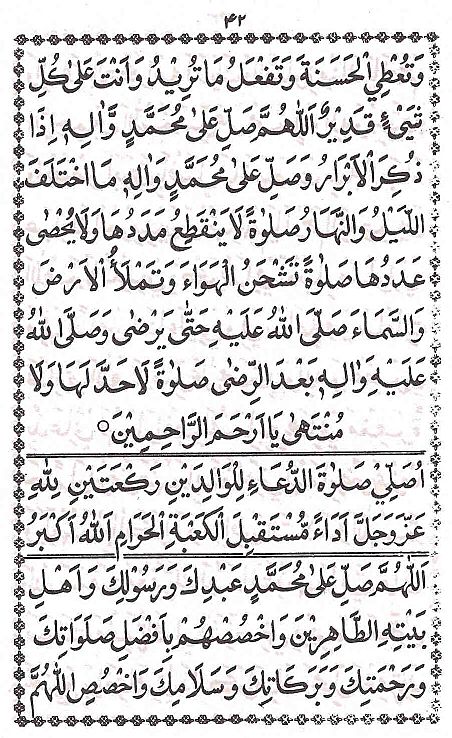 ۴۲
وَتُعْطِي الْحَسَنَةَ وَتَفْعَلُ مَا تُرِيْدُ وَاَنْتَ عَلٰى كُلِّ
شَيْءٍ قَدِيْرٌ اَللّٰهُمَّ صَلِّ عَلٰى مُحَمَّدٍ وَّاٰلِهٖ اِذَا
ذُكِرَ الْاَبْرَارُ وَصَلِّ عَلٰى مُحَمَّدٍ وَاٰلِهٖ مَا اخْتَلَفَ
اللَّيْلُ وَالنَّهَارُ صَلٰوةً لَا يَنْقَطِعُ مَدَدُهَا وَلَا يُحْصٰى
عَدَدُهَا صَلٰوةً تَشْحَنُ الْهَوَاءَ وَتَمْلَأُ الْاَرْضَ
وَالسَّمَاءَ صَلَّى اللّٰهُ عَلَيْهِ حَتّٰى يَرْضٰى وَصَلَّى اللّٰهُ
عَلَيْهِ وَاٰلِهٖ بَعْدَ الرِّضٰى صَلٰوةً لَا حَدَّ لَهَا وَلَا
مُنْتَهٰى يَا اَرْحَمَ الرَّاحِمِيْنَ ○
اُصَلِّيْ صَلٰوةَ الدُّعَاءِ لِلْوَالِدَيْنِ رَكْعَتَيْنِ لِلّٰهِ
عَزَّ وَجَلَّ اَدَاءً مُّسْتَقْبِلَ الْكَعْبَةِ الْحَرَامِ اَللّٰهُ اَكْبَرُ
اَللّٰهُمَّ صَلِّ عَلٰى مُحَمَّدٍ عَبْدِكَ وَرَسُوْلِكَ وَاَهْلِ
بَيْتِهِ الطَّاهِرِيْنَ وَاخْصُصْهُمْ بِاَفْضَلِ صَلَوَاتِكَ
وَرَحْمَتِكَ وَبَرَكَاتِكَ وَسَلَامِكَ وَاخْصُصِ اللّٰهُمَّ